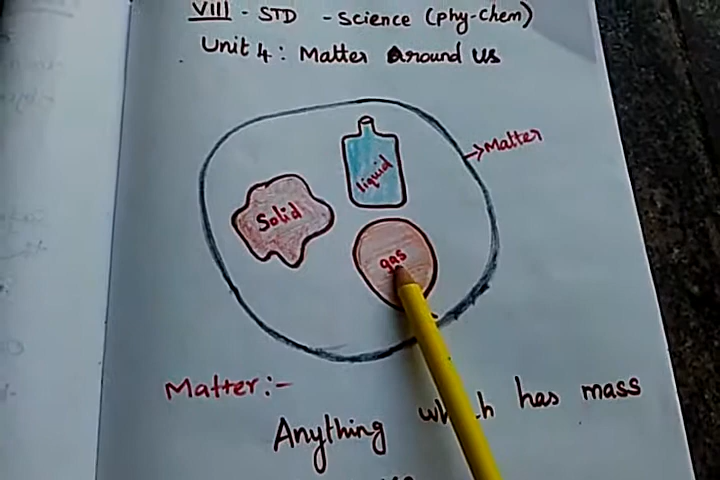 VIII - STD - Science (phy-chem)
Unit 4: Matter Around us
Matter
liquid
Solid
gas
Matter:-
Anything has mass